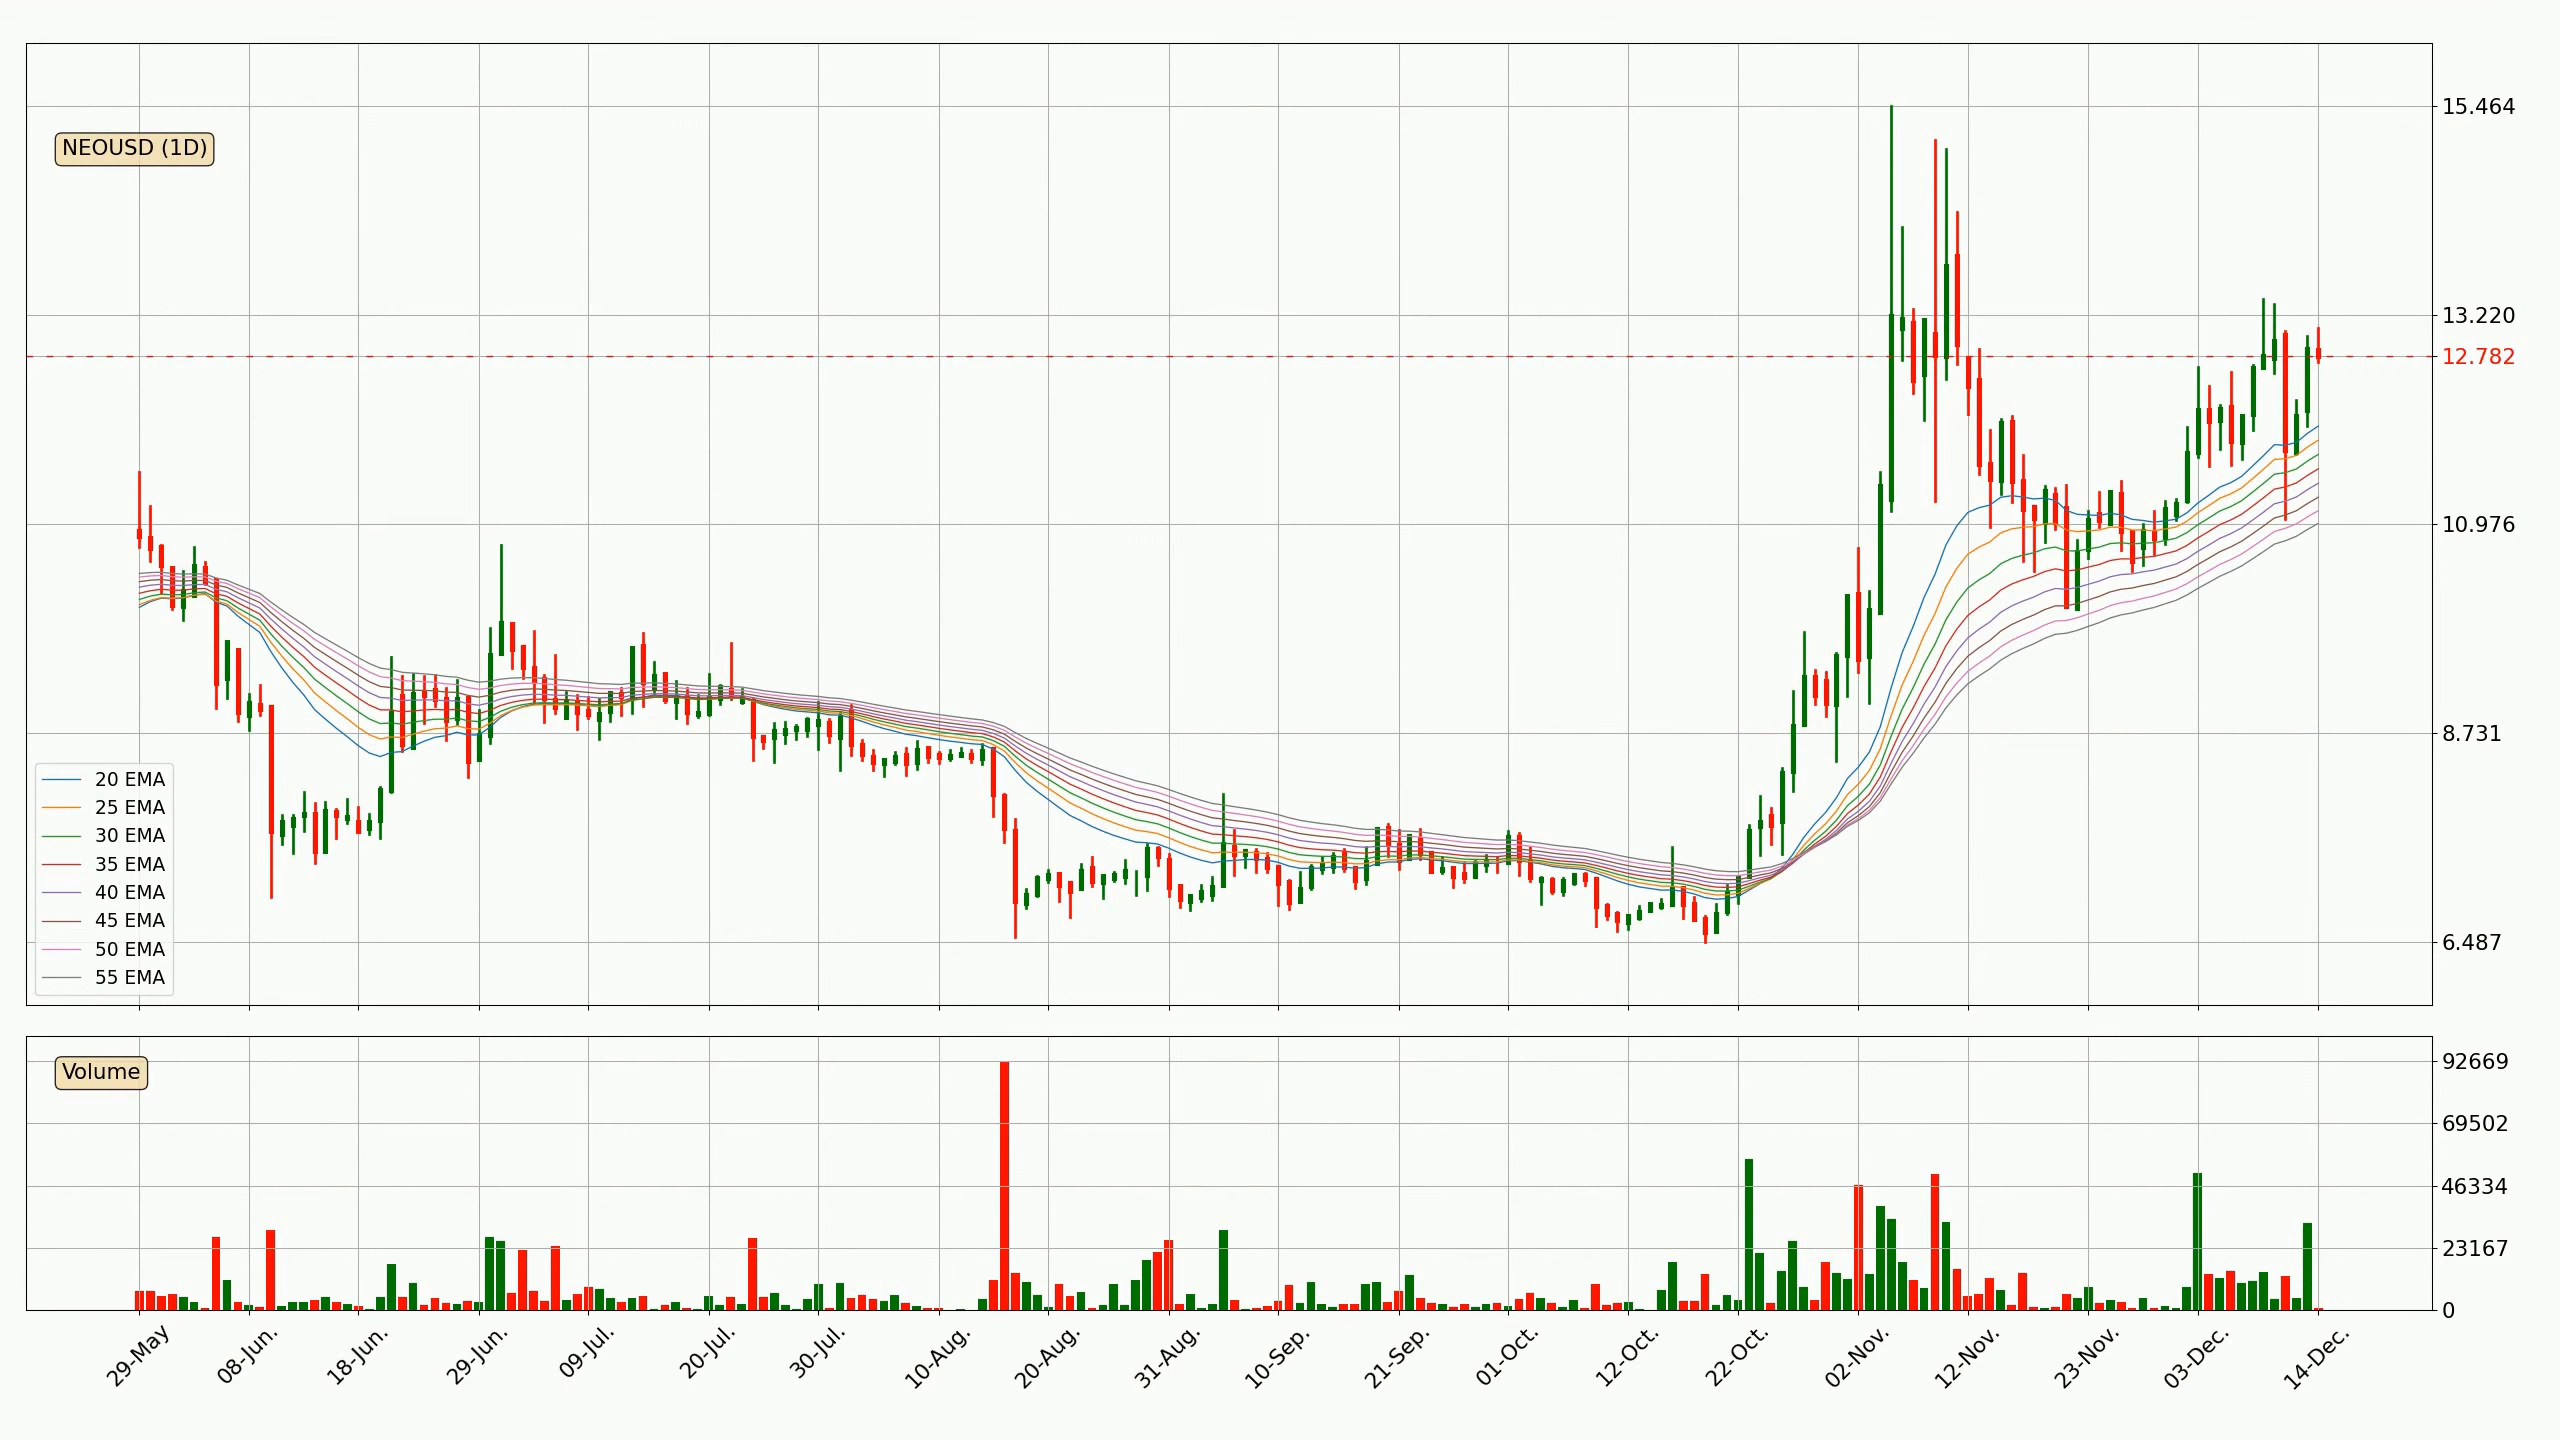 NEOUSD (1D)
15.464
13.220
12.782
10.976
8.731
6.487
20 EMA
25 EMA
30 EMA
35 EMA
40 EMA
45 EMA
50 EMA
55 EMA
Volume
92669
69502
46334
23167
0
29-May
08-Jun.
18-Jun.
29-Jun.
09-Jul.
20-Jul.
30-Jul.
10-Aug.
20-Aug.
31-Aug.
10-Sep.
21-Sep.
01-Oct.
12-Oct.
22-Oct.
02-Nov.
12-Nov.
23-Nov.
03-Dec.
14-Dec.